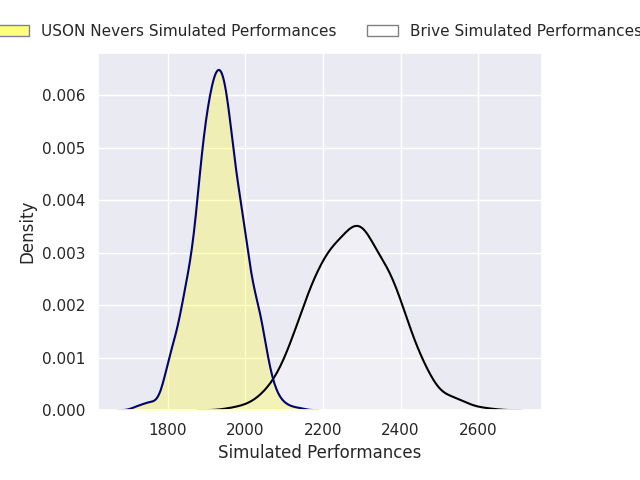 USON Nevers Simulated Performances Brive Simulated Performances
0.006
0.005
0.004
0.003
0.002
0.001
0.000
Density
1800 2000 2200 2400 2600
Simulated Performances